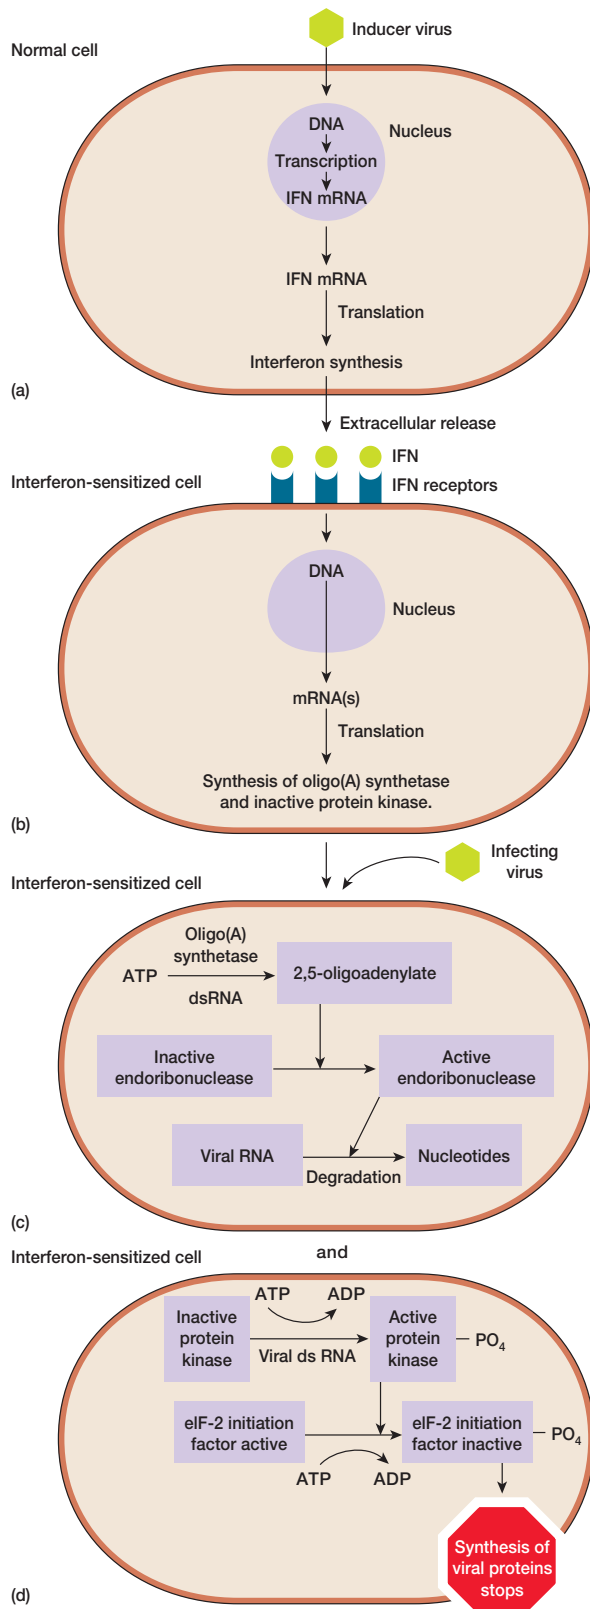 Inducer virus
Normal cell
DNA
Nucleus
Transcription
IFN mRNA
IFN mRNA
Translation
Interferon synthesis
(a)
Extracellular release
IFN
Interferon-sensitized cell
IFN receptors
DNA
Nucleus
mRNA(s)
Translation
Synthesis of oligo(A) synthetase
and inactive protein kinase.
(b)
Infecting
virus
Interferon-sensitized cell
Oligo(A)
synthetase
ATP
dsRNA
2,5-oligoadenylate
Inactive
endoribonuclease
Active
endoribonuclease
Viral RNA
Degradation
Nucleotides
(c)
and
Interferon-sensitized cell
ATP
ADP
Inactive
protein
kinase
Viral ds RNA
Active
protein
kinase
PO4
eIF-2 initiation
factor active
eIF-2 initiation
factor inactive
PO4
ATP
ADP
Synthesis of
viral proteins
stops
(d)